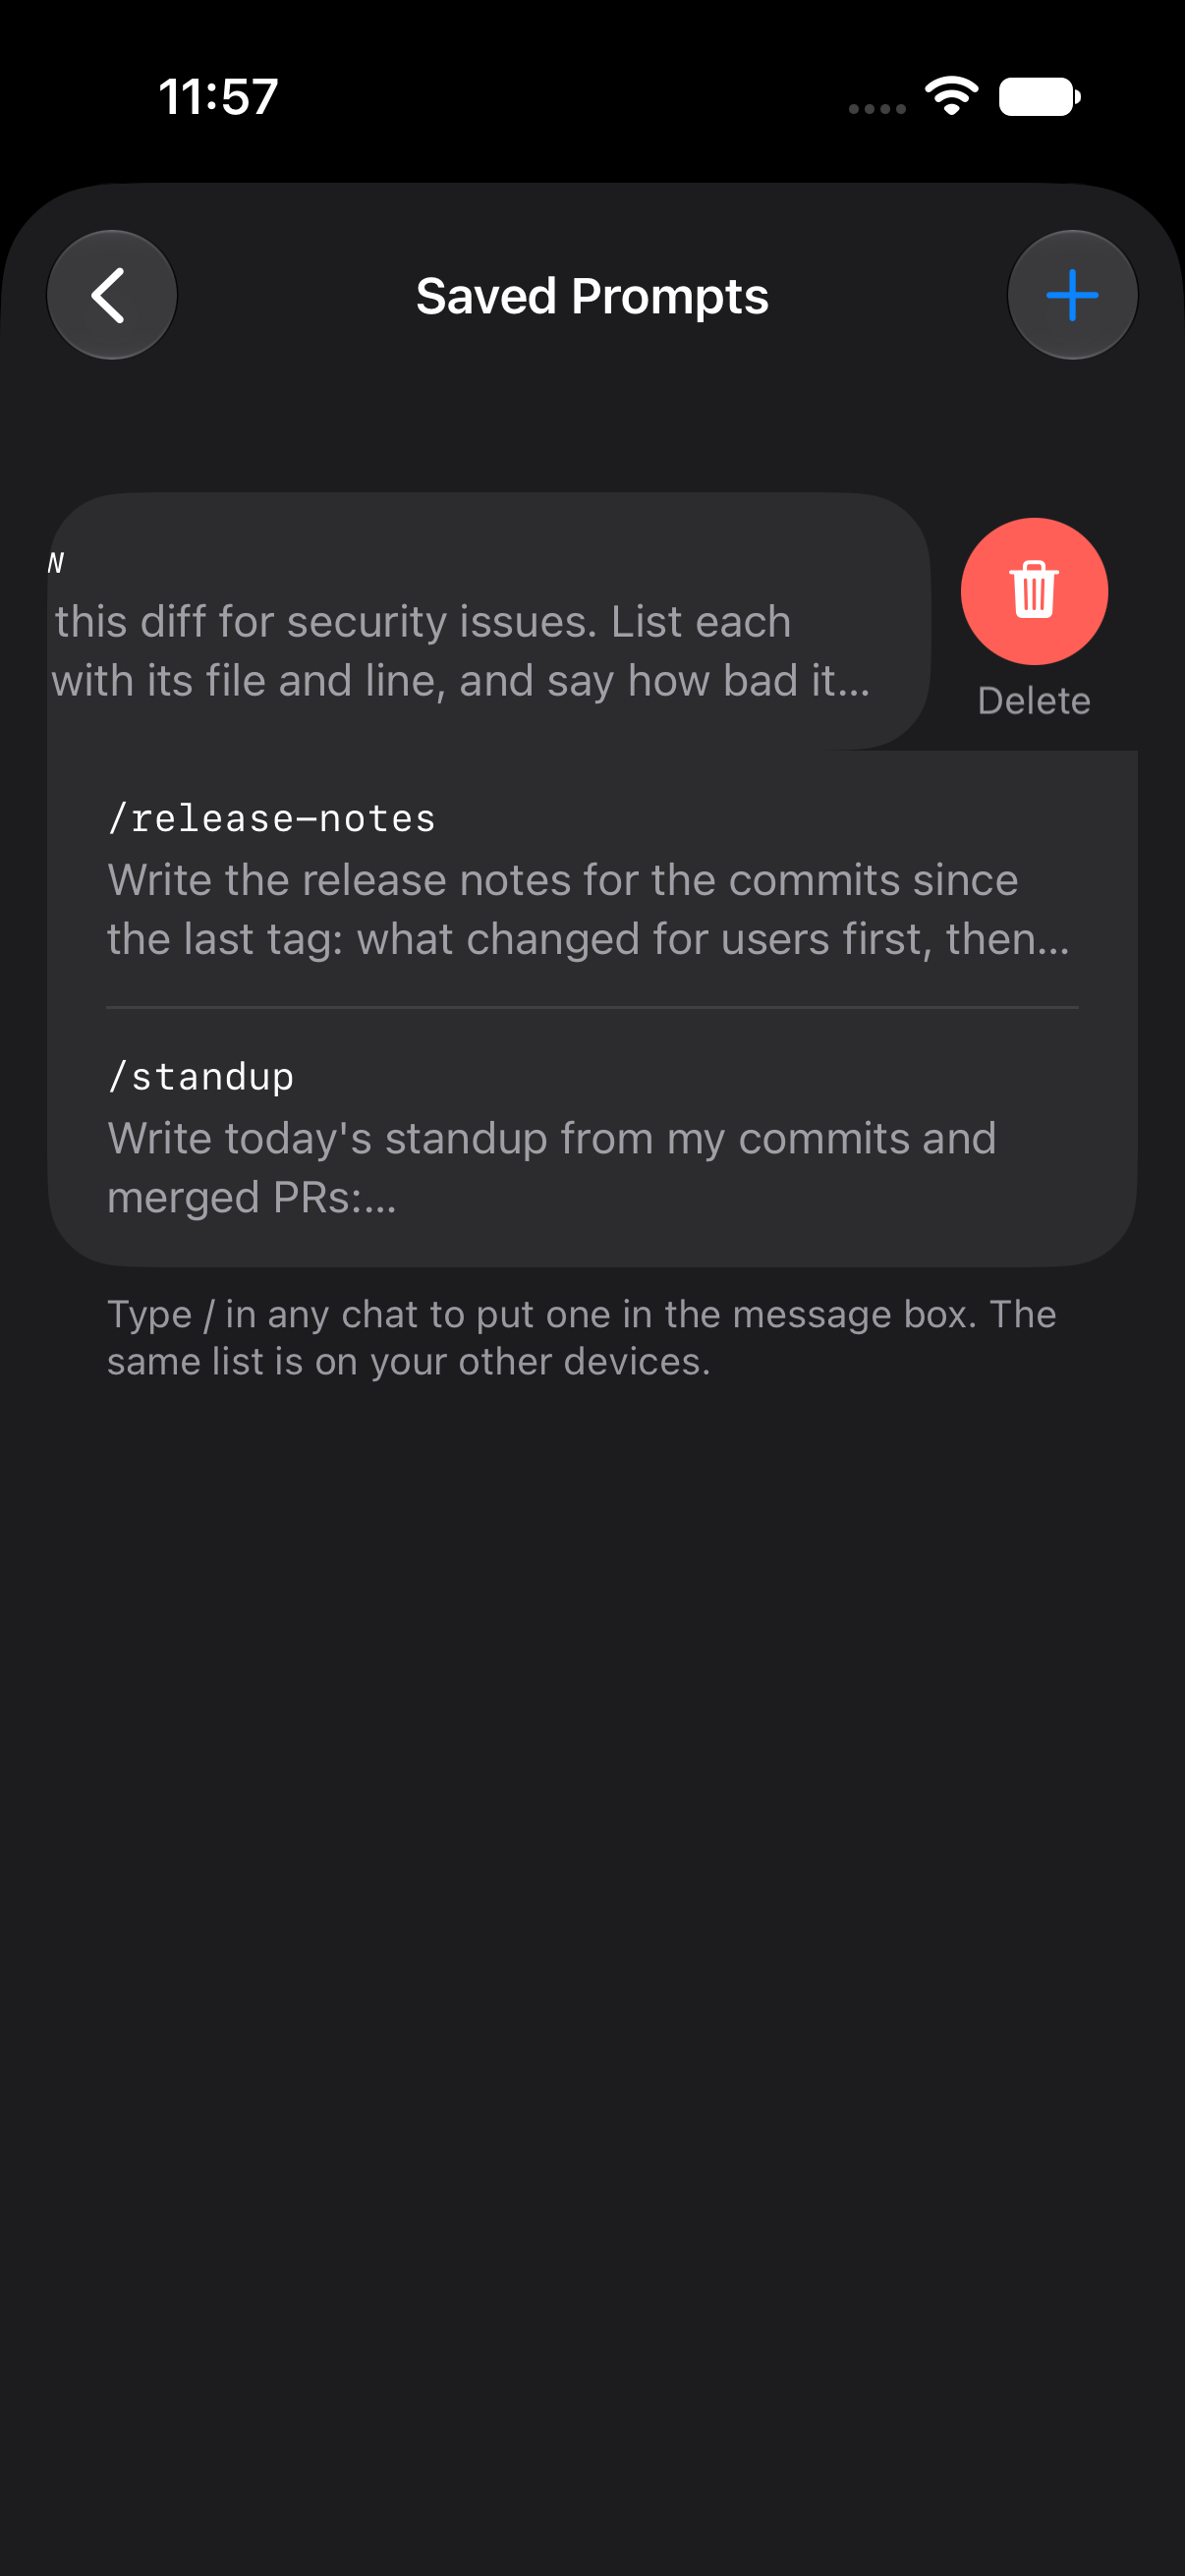 11:57
Saved Prompts
w
this diff for security issues. List each
with its file and line, and say how bad it...
Delete
/release-notes
Write the release notes for the commits since
the last tag: what changed for users first, then...
/standup
Write today's standup from my commits and
merged PRs:...
Type / in any chat to put one in the message box. The
same list is on your other devices.